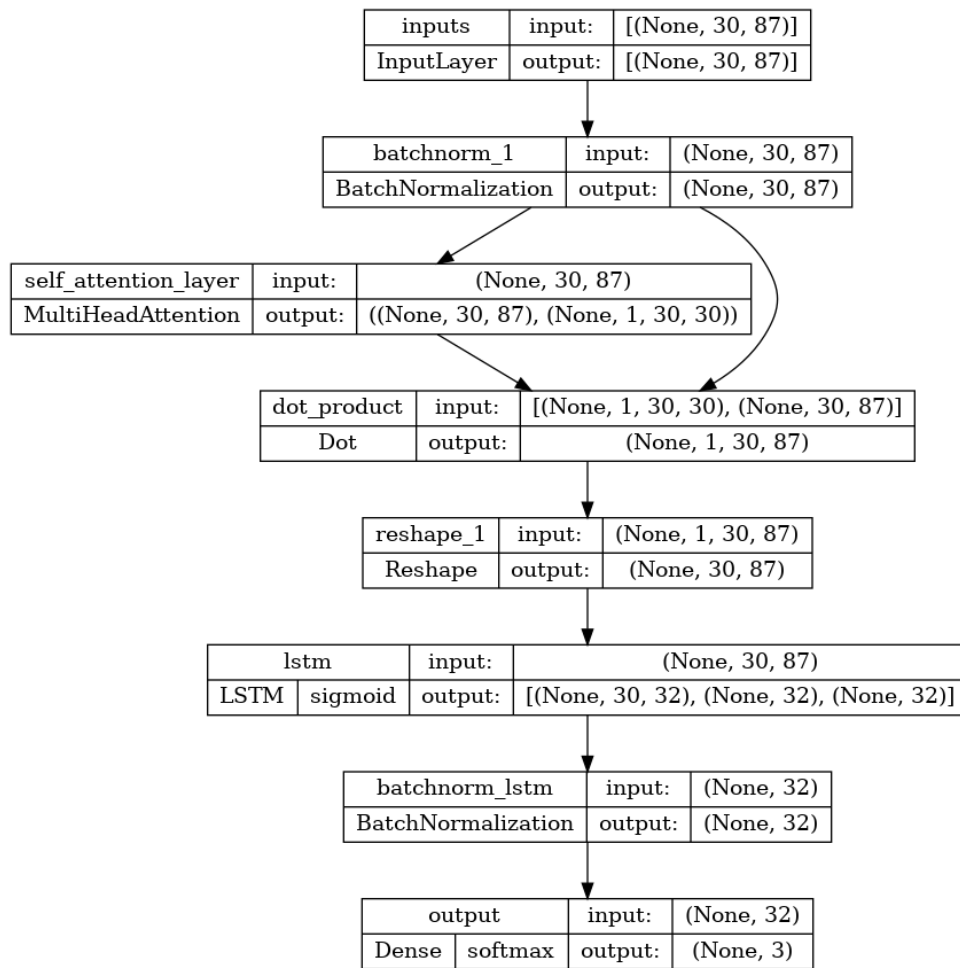 inputs input: [(None, 30, 87)]
InputLayer output: [(None, 30, 87)]
batchnorm_1 input: (None, 30, 87)
BatchNormalization output: (None, 30, 87)
self_attention_layer input: (None, 30, 87)
MultiHeadAttention output: ((None, 30, 87), (None, 1, 30, 30))
dot_product input: [(None, 1, 30, 30), (None, 30, 87)]
Dot output: (None, 1, 30, 87)
reshape_1 input: (None, 1, 30, 87)
Reshape output: (None, 30, 87)
lstm input: (None, 30, 87)
LSTM sigmoid output: [(None, 30, 32), (None, 32), (None, 32)]
batchnorm_lstm input: (None, 32)
BatchNormalization output: (None, 32)
output input: (None, 32)
Dense softmax output: (None, 3)